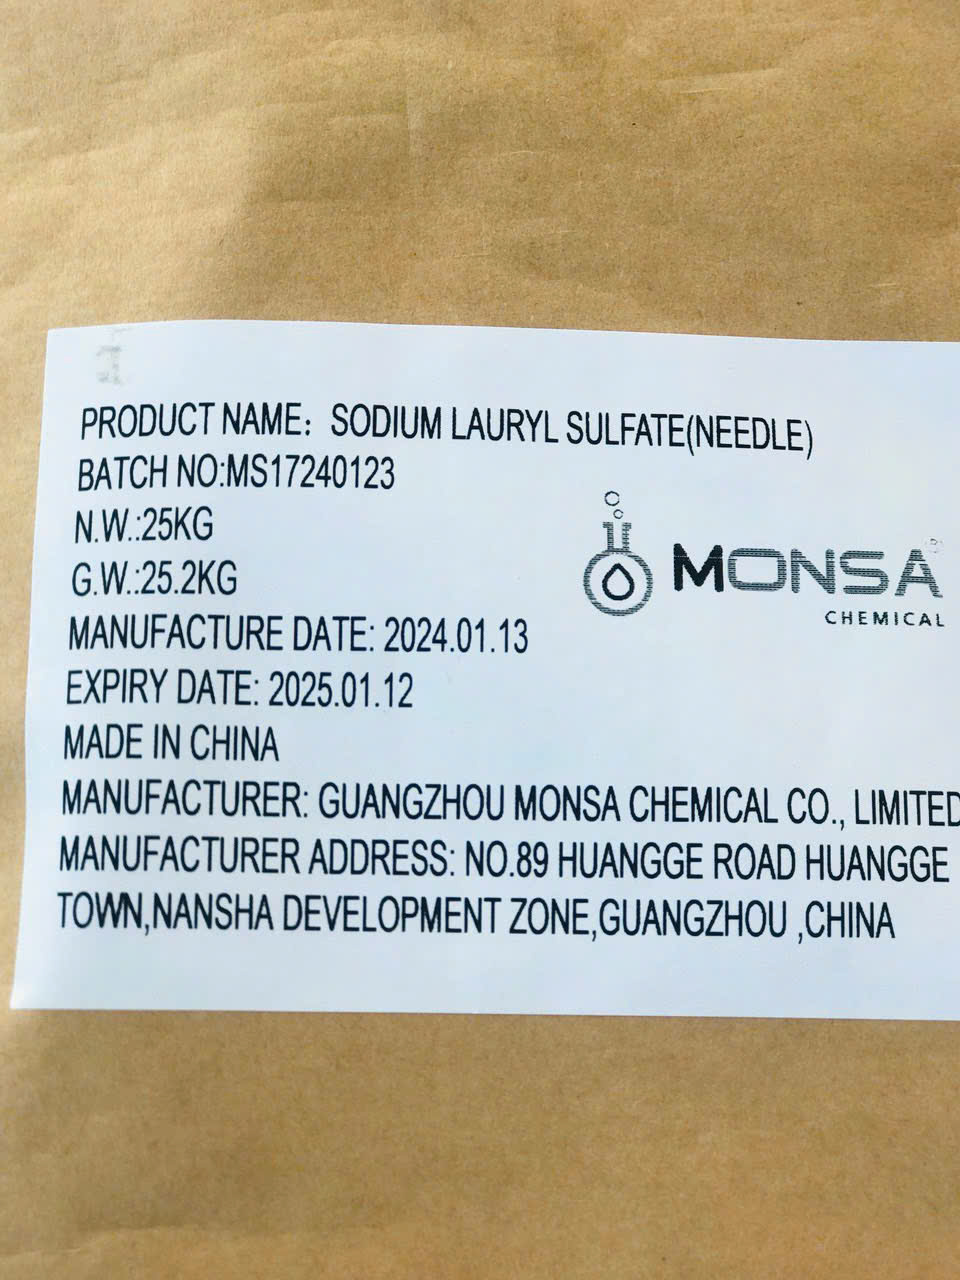 PRODUCT NAME: SODIUM LAURYL SULFATE(NEEDLE)
BATCH NO:MS17240123
N.W.:25KG
G.W.:25.2KG
MONSA
CHEMICAL
MANUFACTURE DATE: 2024.01.13
EXPIRY DATE: 2025.01.12
MADE IN CHINA
MANUFACTURER: GUANGZHOU MONSA CHEMICAL CO., LIMITED
MANUFACTURER ADDRESS: NO.89 HUANGGE ROAD HUANGGE
TOWN,NANSHA DEVELOPMENT ZONE,GUANGZHOU ,CHINA